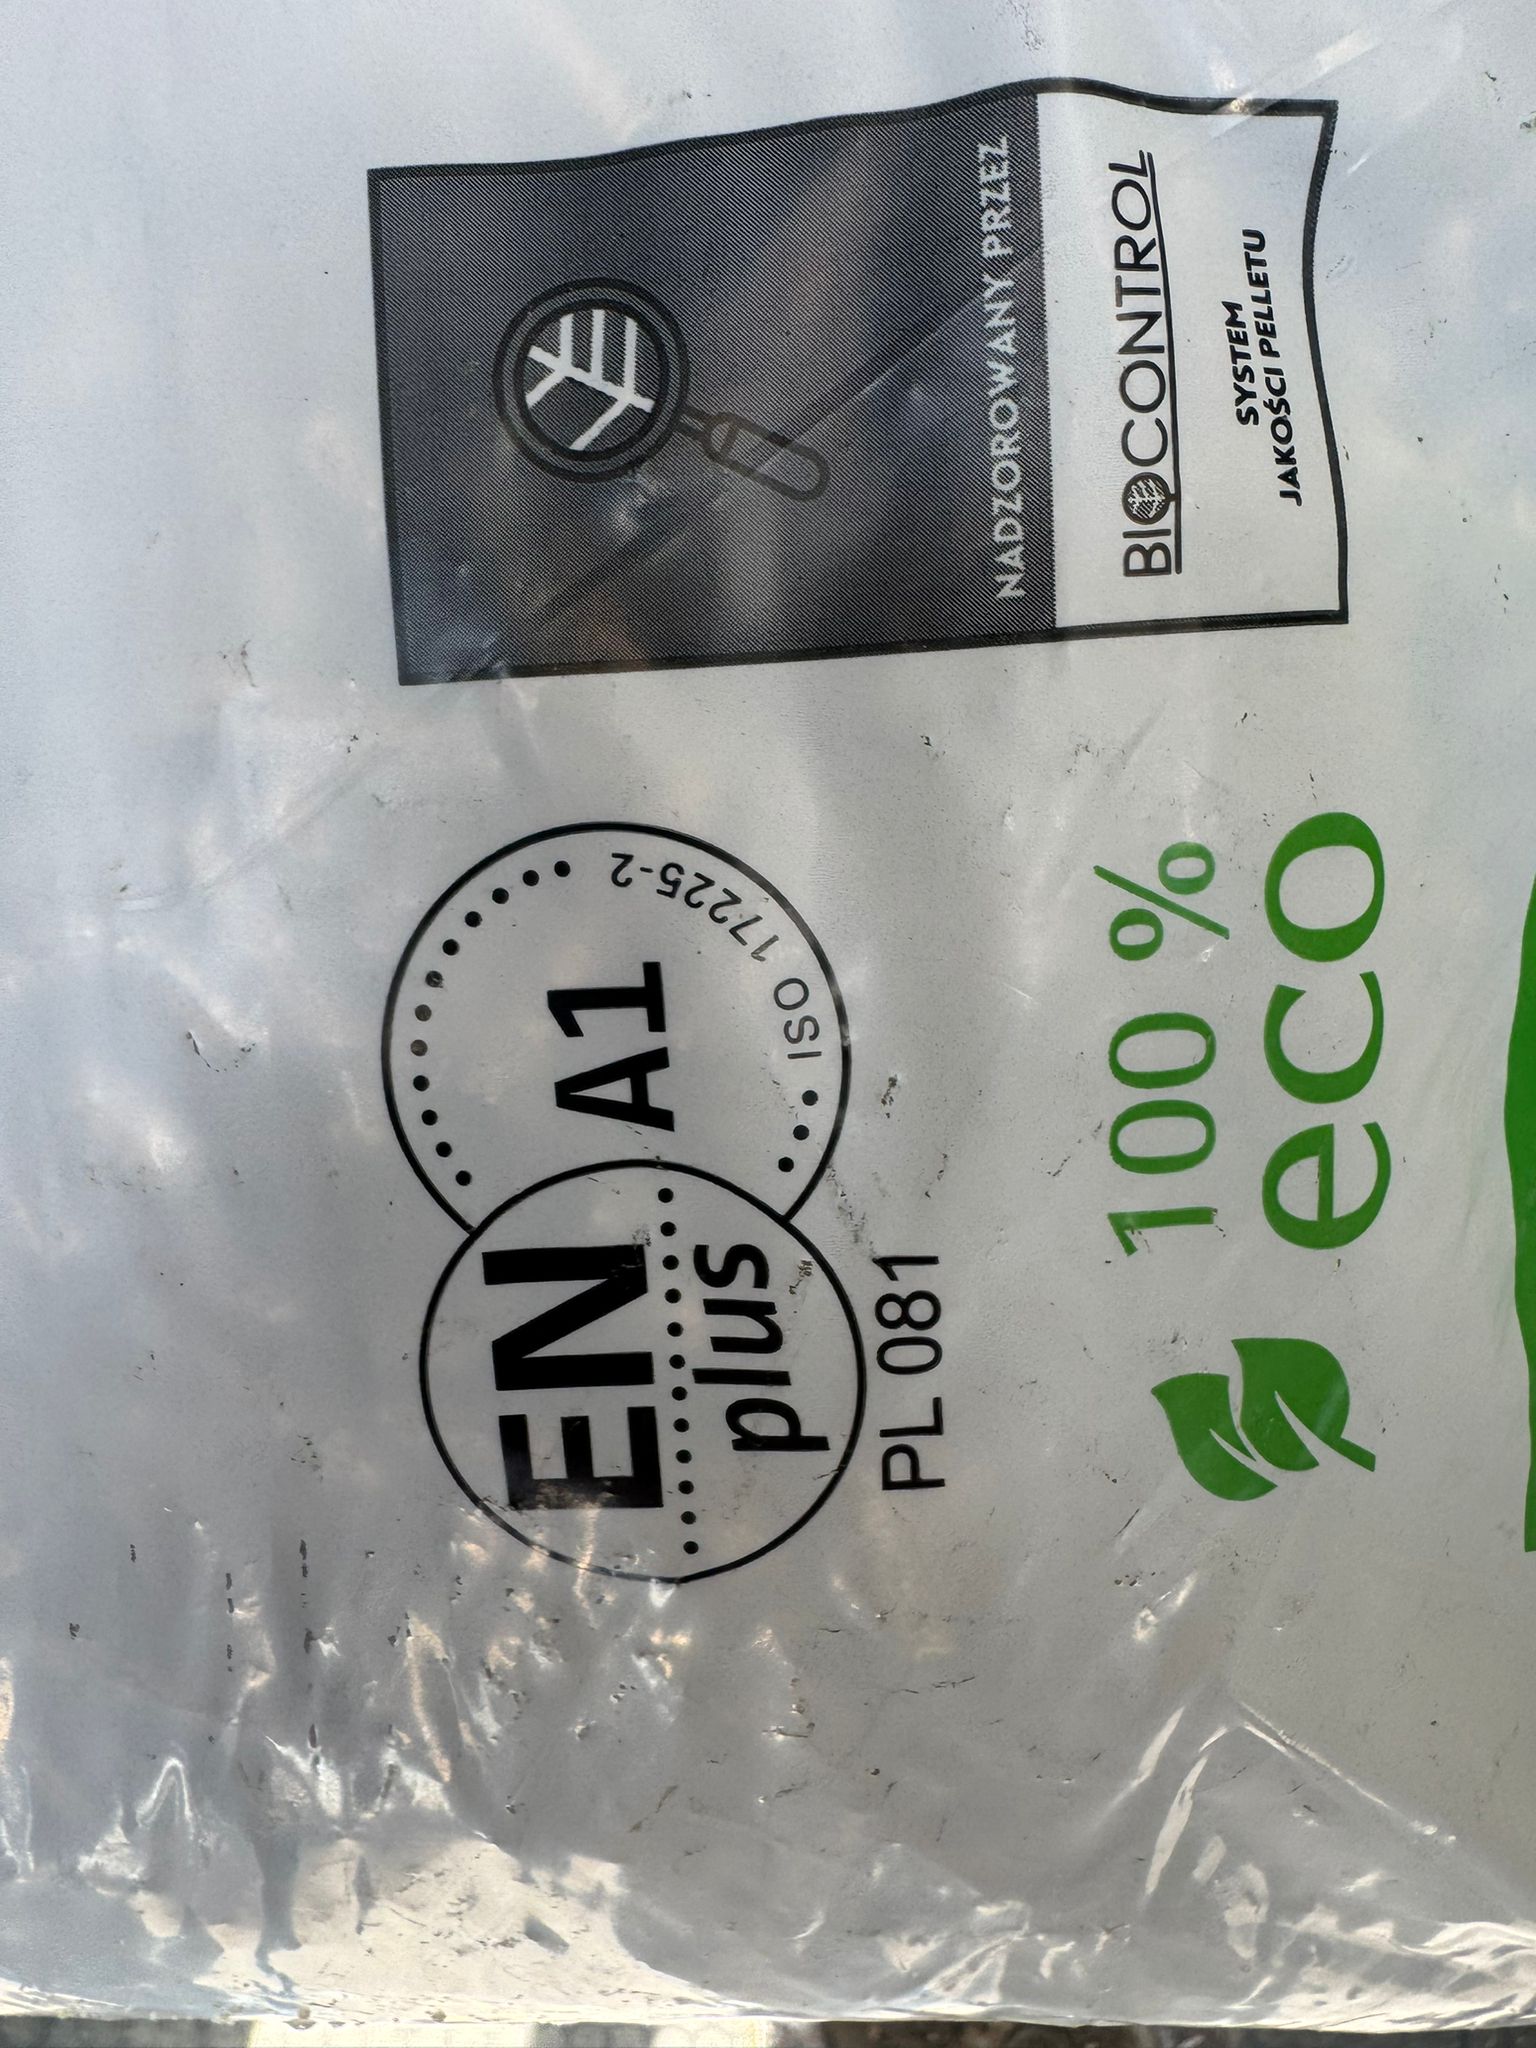 EN
plus
A1
ISO 17225-2
PL 081
100 %
eco
NADZOROWANY PRZEZ
BIOCONTROL
SYSTEM
JAKOŚCI PELLETU